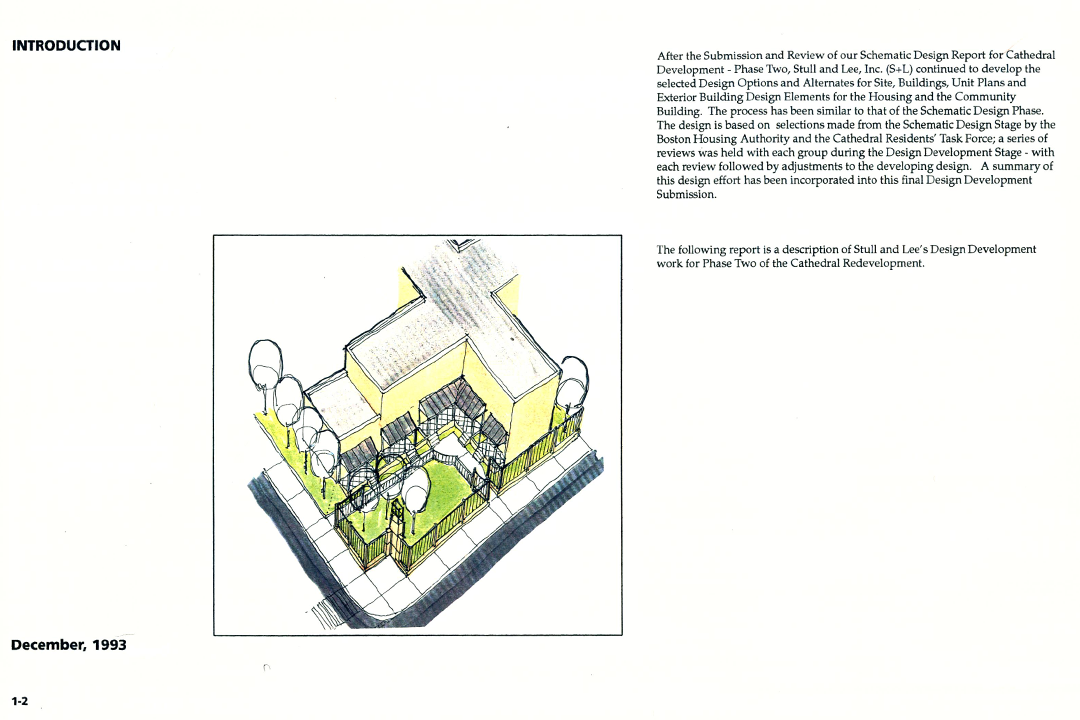 INTRODUCTION
After the Submission and Review of our Schematic Design Report for Cathedral
Development - Phase Two, Stull and Lee, Inc. (S+L) continued to develop the
selected Design Options and Alternates for Site, Buildings, Unit Plans and
Exterior Building Design Elements for the Housing and the Community
Building. The process has been similar to that of the Schematic Design Phase.
The design is based on selections made from the Schematic Design Stage by the
Boston Housing Authority and the Cathedral Residents' Task Force; a series of
reviews was held with each group during the Design Development Stage - with
each review followed by adjustments to the developing design. A summary of
this design effort has been incorporated into this final Design Development
Submission.
The following report is a description of Stull and Lee's Design Development
work for Phase Two of the Cathedral Redevelopment.
December, 1993
1-2